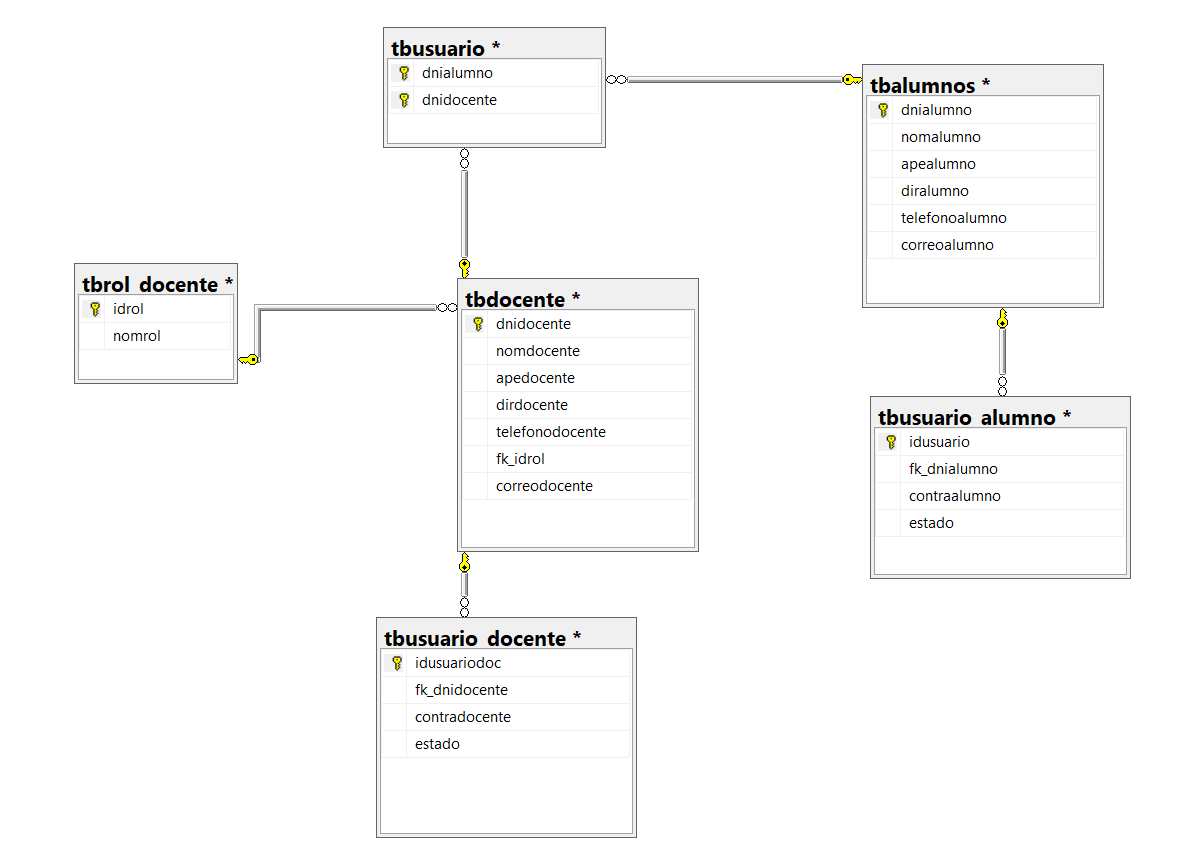 tbusuario *
dnialumno
dnidocente
tbalumnos *
dnialumno
nomalumno
apealumno
diralumno
telefonoalumno
correoalumno
tbrol_docente *
idrol
nomrol
tbdocente *
dnidocente
nomdocente
apedocente
dirdocente
telefonodocente
fk_idrol
correodocente
tbusuario_alumno *
idusuario
fk_dnialumno
contraalumno
estado
tbusuario_docente *
idusuariodoc
fk_dnidocente
contradocente
estado